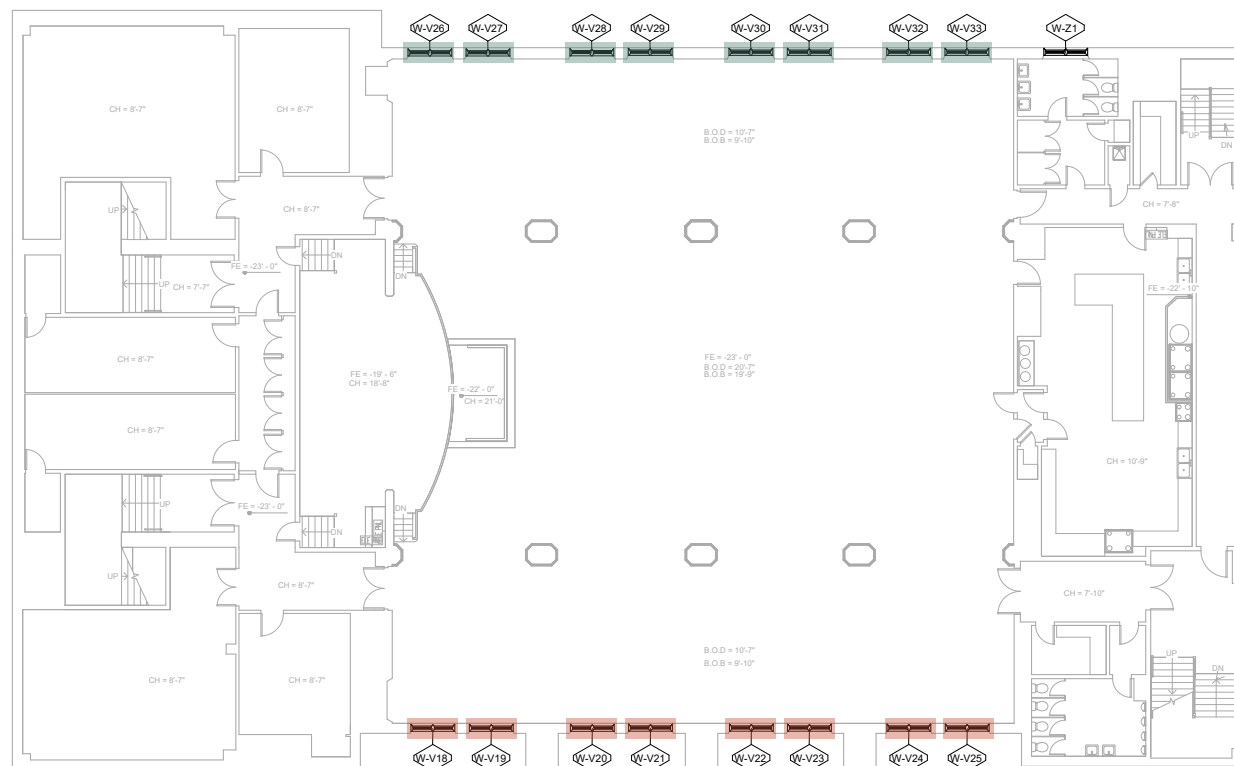 W-V26 W-V27 W-V28 W-V29 W-V30 W-V31 W-V32 W-V33 W-Z1
CH = 8'-7"
CH = 8'-7"
B.O.D = 10'-7"
B.O.B = 9'-10"
UP
DN
CH = 7'-8"
UP
CH = 8'-7"
DN
DN
FE = -23' - 0"
UP
CH = 7'-7"
FE = -22' - 10"
CH = 8'-7"
FE = -19' - 6"
CH = 18'-8"
FE = -23' - 0"
B.O.D = 20'-7"
B.O.B = 19'-9"
FE = -22' - 0"
CH = 21'-0"
CH = 8'-7"
CH = 10'-9"
UP
FE = -23' - 0"
DN
DN
UP
CH = 8'-7"
CH = 7'-10"
B.O.D = 10'-7"
B.O.B = 9'-10"
CH = 8'-7"
CH = 8'-7"
UP
DN
W-V18 W-V19 W-V20 W-V21 W-V22 W-V23 W-V24 W-V25